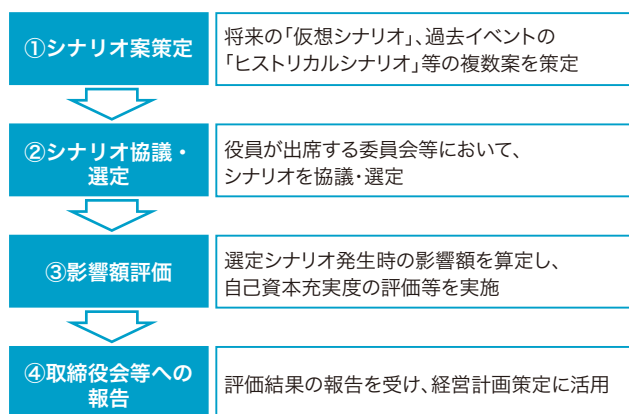 ①シナリオ案策定
将来の「仮想シナリオ」、過去イベントの
「ヒストリカルシナリオ」等の複数案を策定
②シナリオ協議・
選定
役員が出席する委員会等において、
シナリオを協議・選定
③影響額評価
選定シナリオ発生時の影響額を算定し、
自己資本充実度の評価等を実施
④取締役会等への
報告
評価結果の報告を受け、経営計画策定に活用